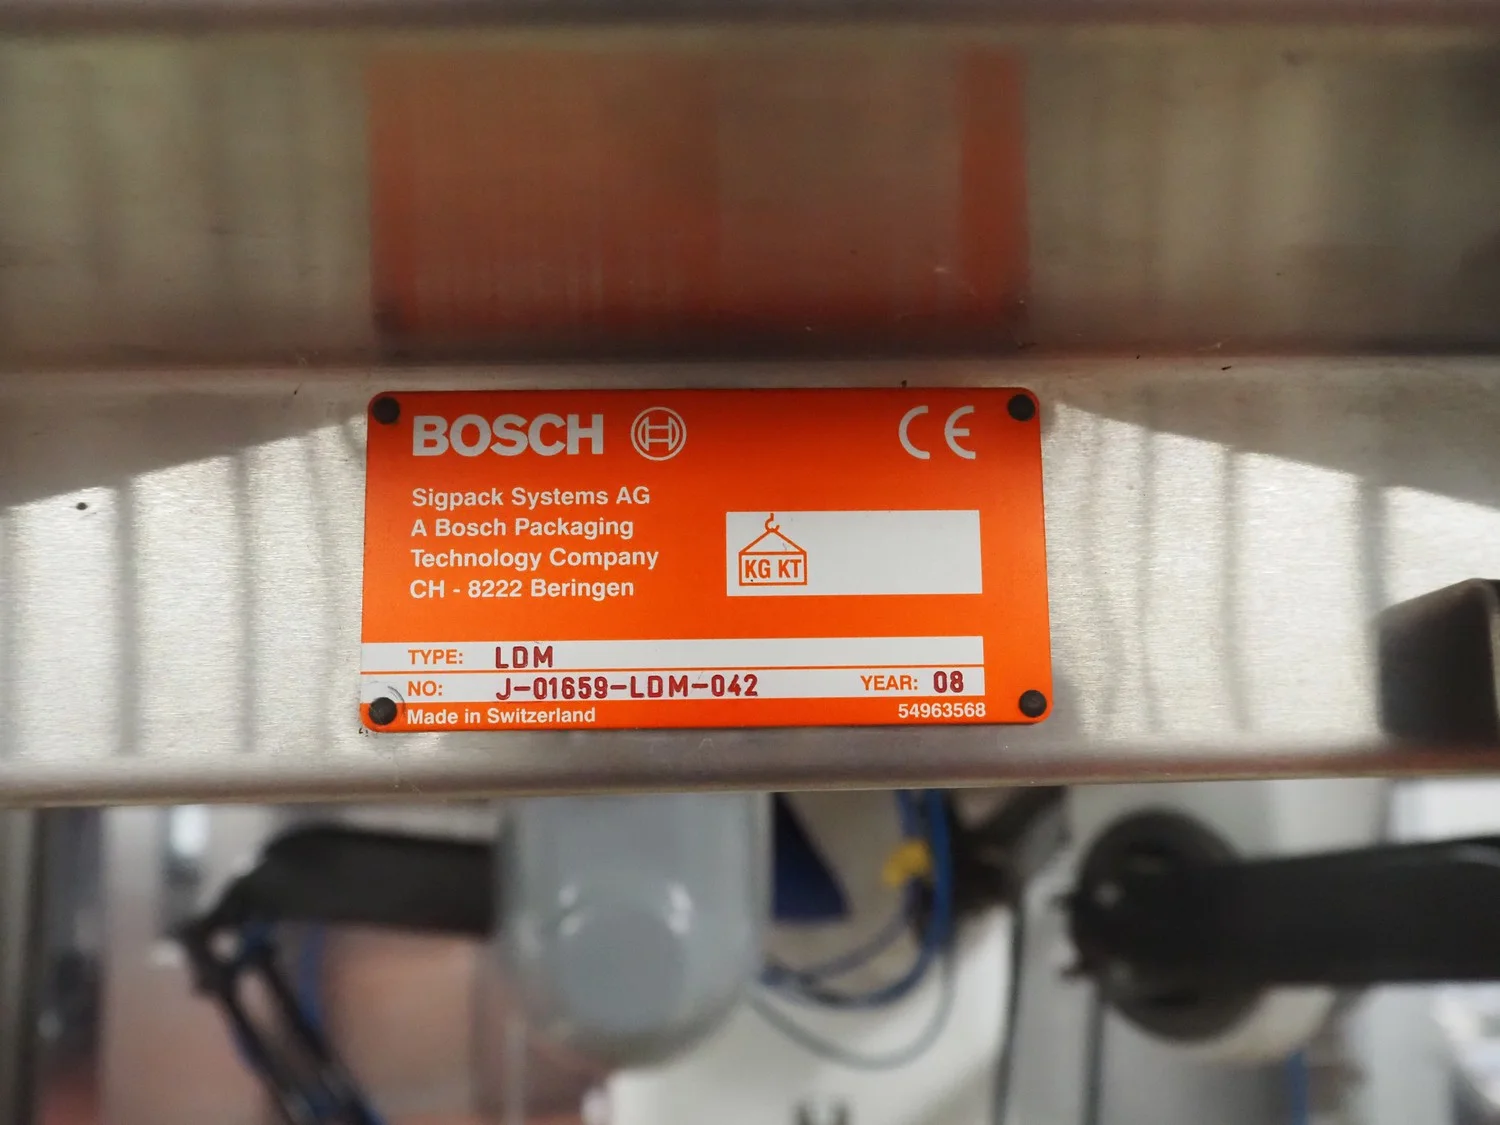 BOSCH
CE
Sigpack Systems AG
A Bosch Packaging
Technology Company
CH - 8222 Beringen
KG KT
TYPE: LDM
NO: J-01659-LDM-042 YEAR: 08
Made in Switzerland 54963568